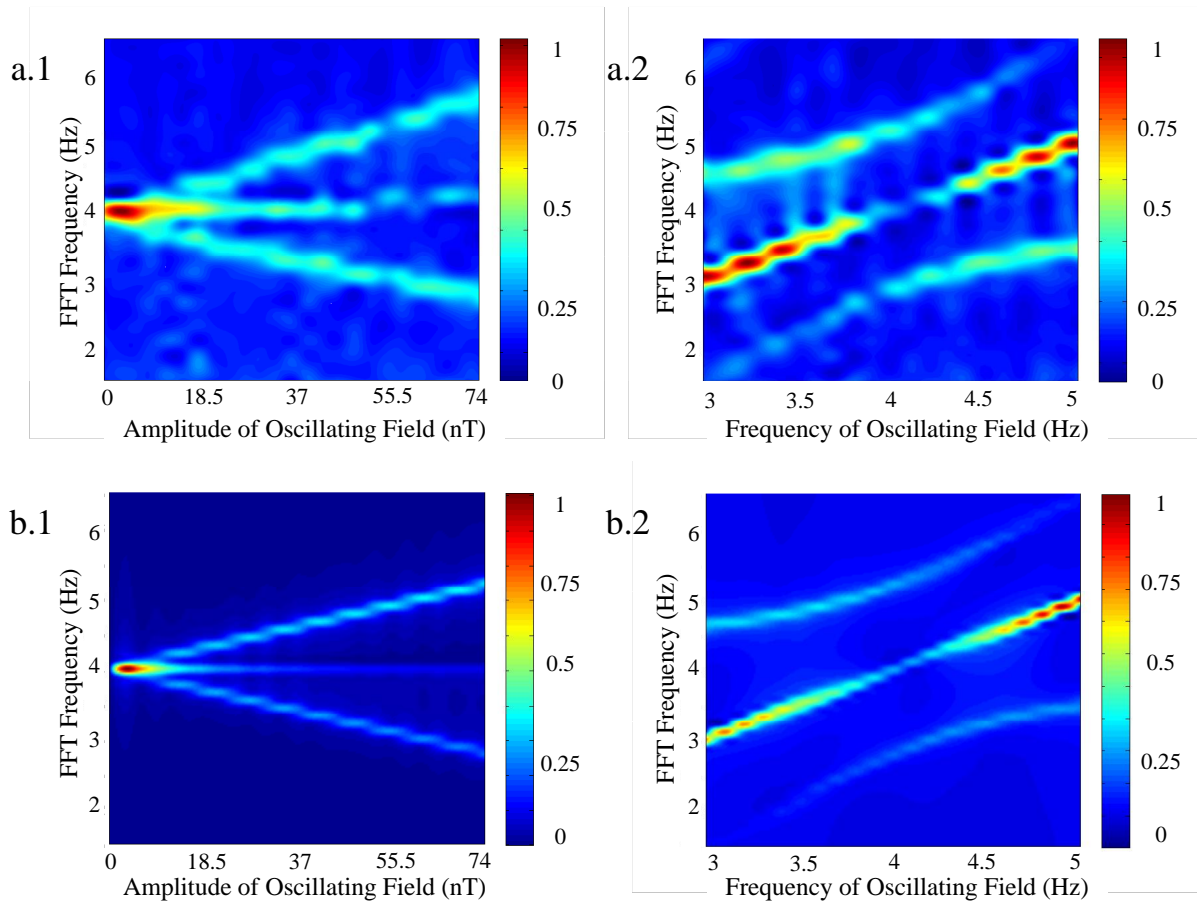 a.1
FFT Frequency (Hz)
6
5
4
3
2
0 18.5 37 55.5 74
Amplitude of Oscillating Field (nT)
1
0.75
0.5
0.25
0
a.2
FFT Frequency (Hz)
6
5
4
3
2
3 3.5 4 4.5 5
Frequency of Oscillating Field (Hz)
1
0.75
0.5
0.25
0
b.1
FFT Frequency (Hz)
6
5
4
3
2
0 18.5 37 55.5 74
Amplitude of Oscillating Field (nT)
1
0.75
0.5
0.25
0
b.2
FFT Frequency (Hz)
6
5
4
3
2
3 3.5 4 4.5 5
Frequency of Oscillating Field (Hz)
1
0.75
0.5
0.25
0